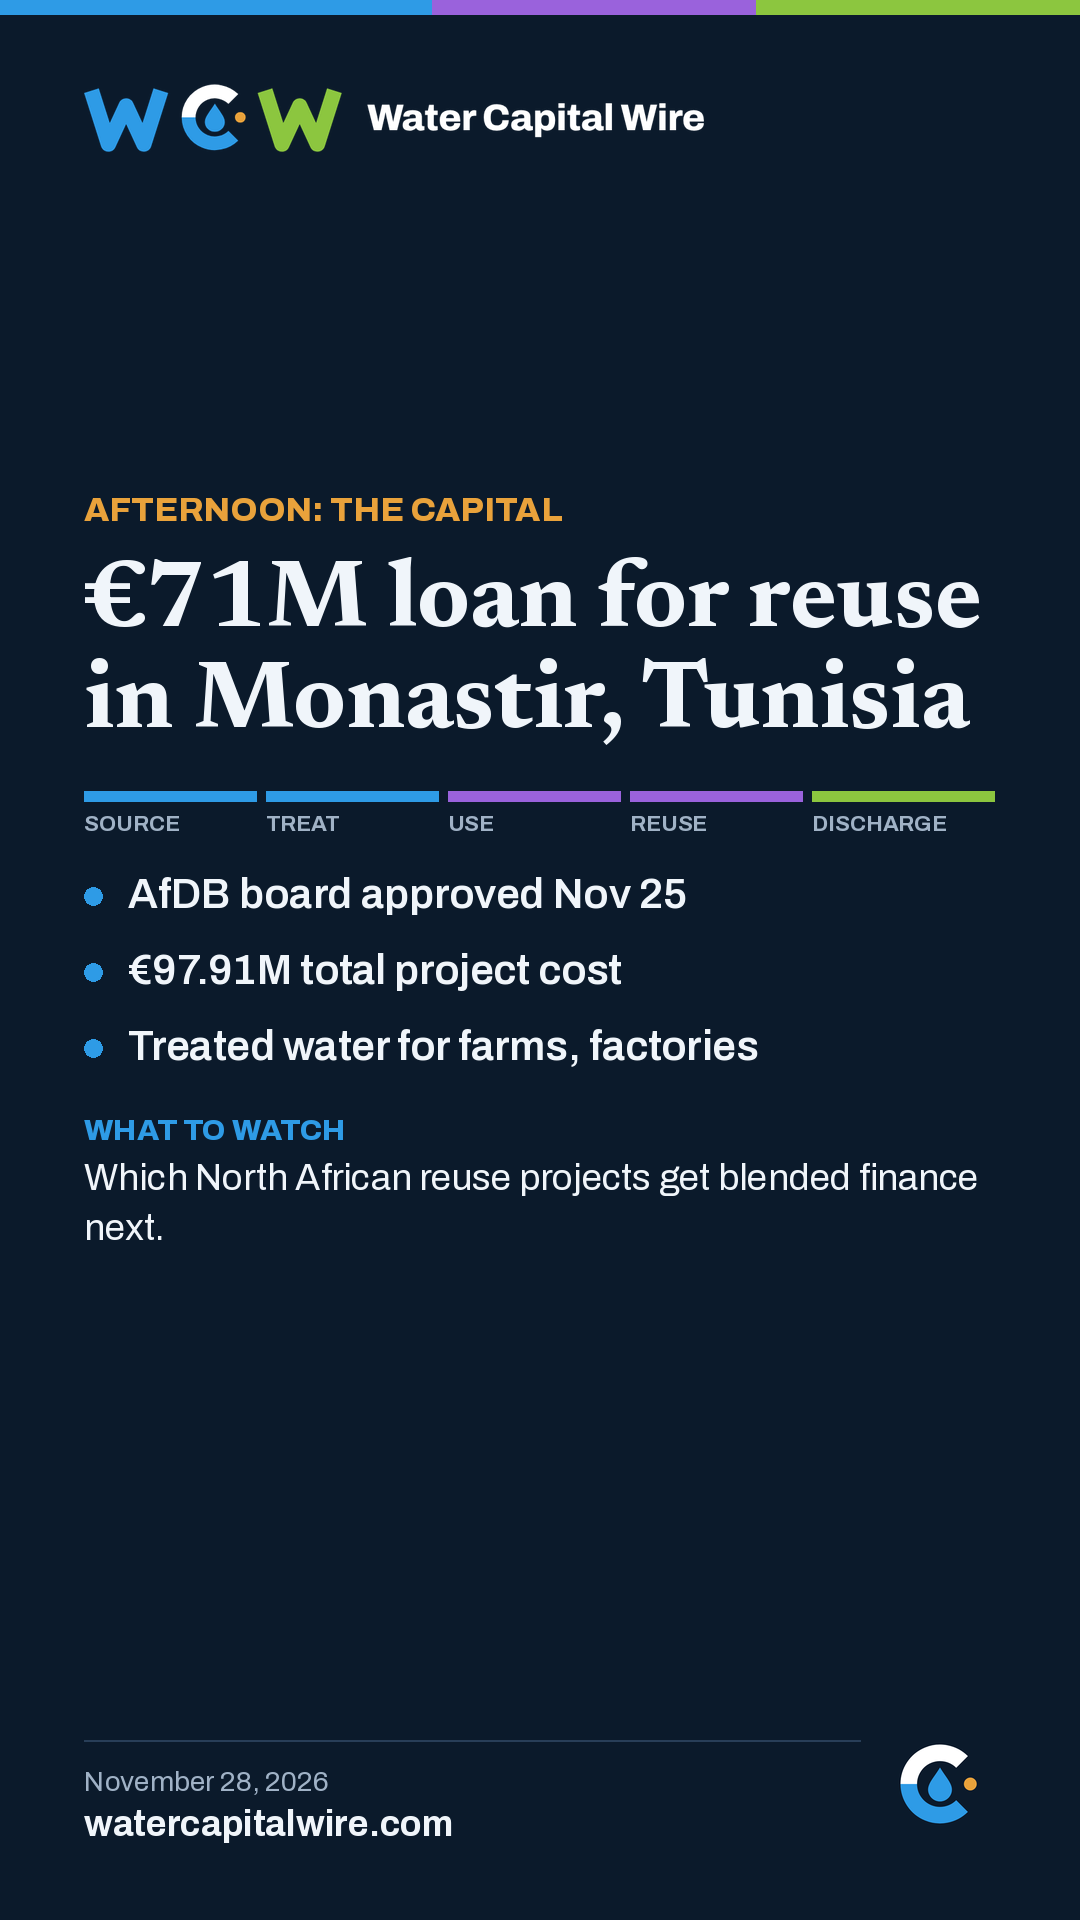 WCW Water Capital Wire
AFTERNOON: THE CAPITAL
€71M loan for reuse
in Monastir, Tunisia
SOURCE TREAT USE REUSE DISCHARGE
AfDB board approved Nov 25
€97.91M total project cost
Treated water for farms, factories
WHAT TO WATCH
Which North African reuse projects get blended finance
next.
November 28, 2026
watercapitalwire.com